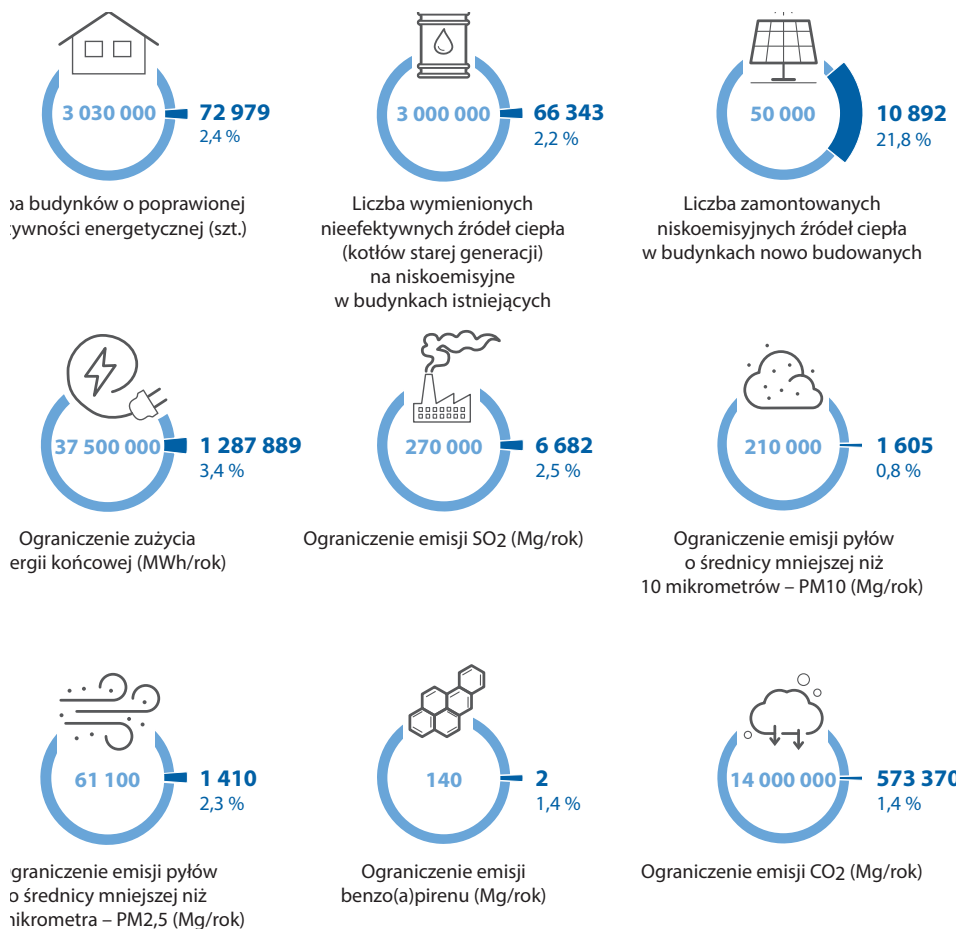 3 030 000
72 979
2,4 %
ba budynków o poprawionej
tywności energetycznej (szt.)
3 000 000
66 343
2,2 %
Liczba wymienionych
nieefektywnych źródeł ciepła
(kotłów starej generacji)
na niskoemisyjne
w budynkach istniejących
50 000
10 892
21,8 %
Liczba zamontowanych
niskoemisyjnych źródeł ciepła
w budynkach nowo budowanych
37 500 000
1 287 889
3,4 %
Ograniczenie zużycia
ergii końcowej (MWh/rok)
270 000
6 682
2,5 %
Ograniczenie emisji SO2 (Mg/rok)
210 000
1 605
0,8 %
Ograniczenie emisji pyłów
o średnicy mniejszej niż
10 mikrometrów – PM10 (Mg/rok)
61 100
1 410
2,3 %
graniczenie emisji pyłów
o średnicy mniejszej niż
ikrometra – PM2,5 (Mg/rok)
140
2
1,4 %
Ograniczenie emisji
benzo(a)pirenu (Mg/rok)
14 000 000
573 370
1,4 %
Ograniczenie emisji CO2 (Mg/rok)